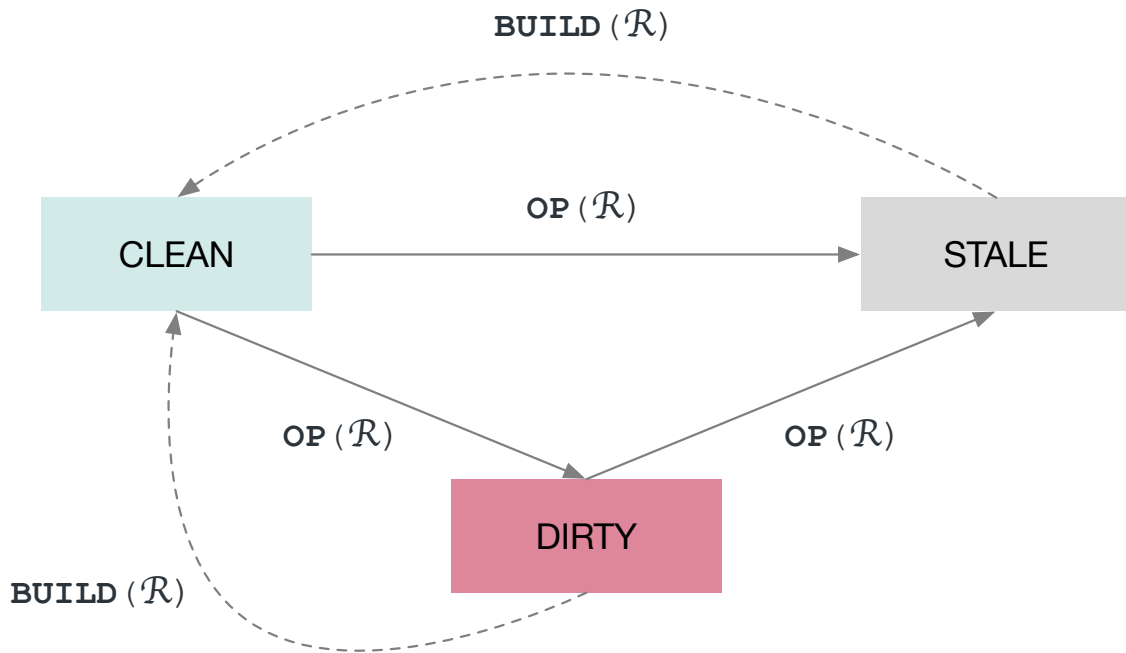 BUILD(ℛ)
OP(ℛ)
CLEAN
STALE
OP(ℛ)
OP(ℛ)
DIRTY
BUILD(ℛ)